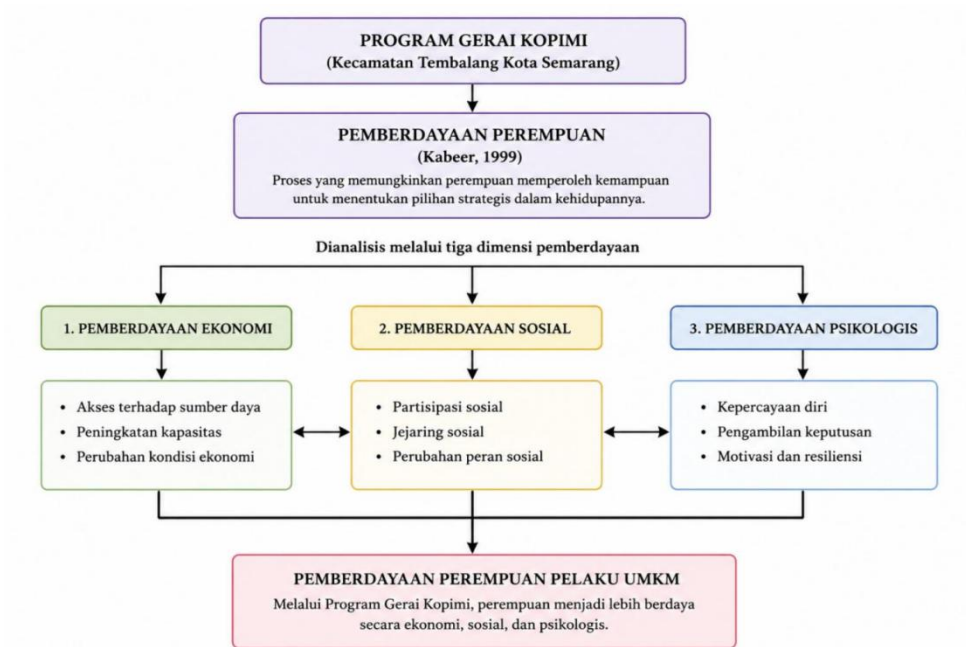 PROGRAM GERAI KOPIMI
(Kecamatan Tembalang Kota Semarang)
PEMBERDAYAAN PEREMPUAN
(Kabeer, 1999)
Proses yang memungkinkan perempuan memperoleh kemampuan
untuk menentukan pilihan strategis dalam kehidupannya.
Dianalisis melalui tiga dimensi pemberdayaan
1. PEMBERDAYAAN EKONOMI
• Akses terhadap sumber daya
• Peningkatan kapasitas
• Perubahan kondisi ekonomi
2. PEMBERDAYAAN SOSIAL
• Partisipasi sosial
• Jejaring sosial
• Perubahan peran sosial
3. PEMBERDAYAAN PSIKOLOGIS
• Kepercayaan diri
• Pengambilan keputusan
• Motivasi dan resiliensi
PEMBERDAYAAN PEREMPUAN PELAKU UMKM
Melalui Program Gerai Kopimi, perempuan menjadi lebih berdaya
secara ekonomi, sosial, dan psikologis.